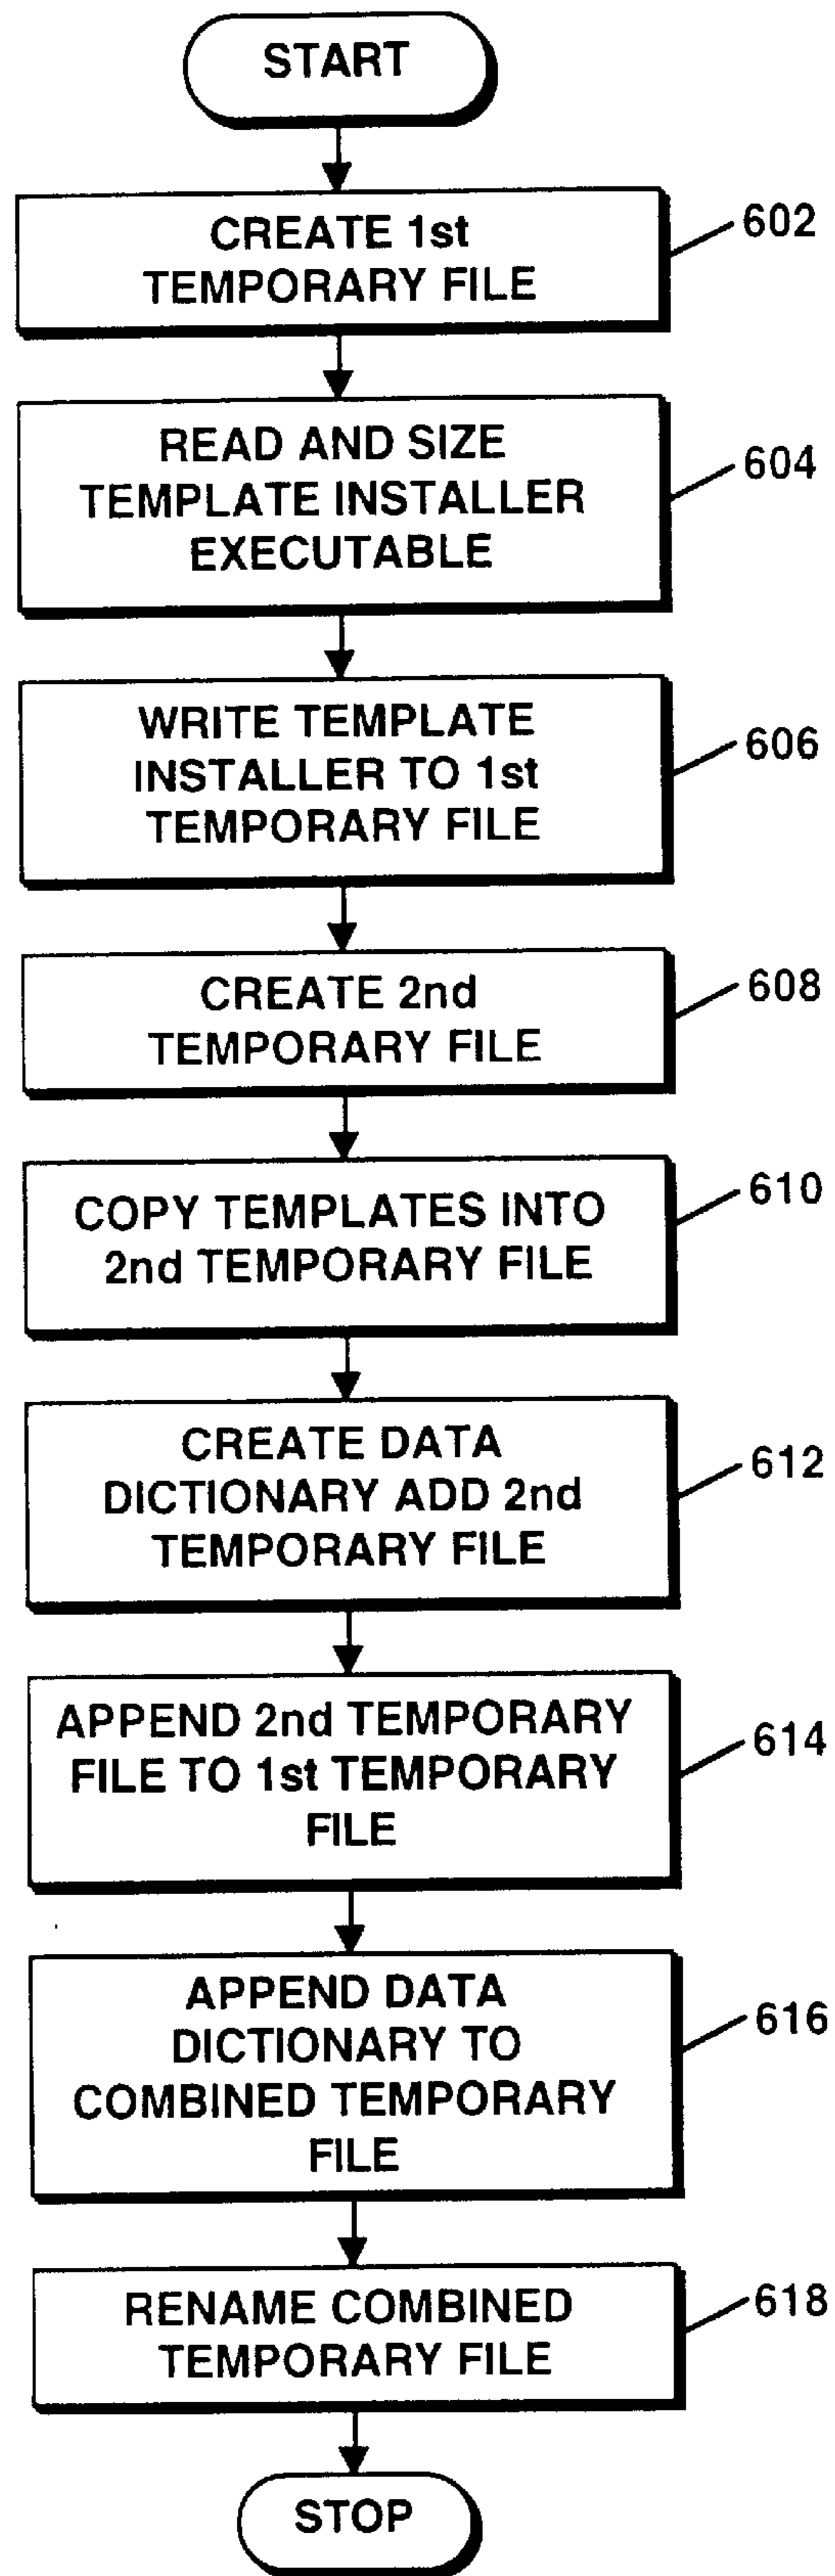 START
CREATE 1st
TEMPORARY FILE
602
READ AND SIZE
TEMPLATE INSTALLER
EXECUTABLE
604
WRITE TEMPLATE
INSTALLER TO 1st
TEMPORARY FILE
606
CREATE 2nd
TEMPORARY FILE
608
COPY TEMPLATES INTO
2nd TEMPORARY FILE
610
CREATE DATA
DICTIONARY ADD 2nd
TEMPORARY FILE
612
APPEND 2nd TEMPORARY
FILE TO 1st TEMPORARY
FILE
614
APPEND DATA
DICTIONARY TO
COMBINED TEMPORARY
FILE
616
RENAME COMBINED
TEMPORARY FILE
618
STOP